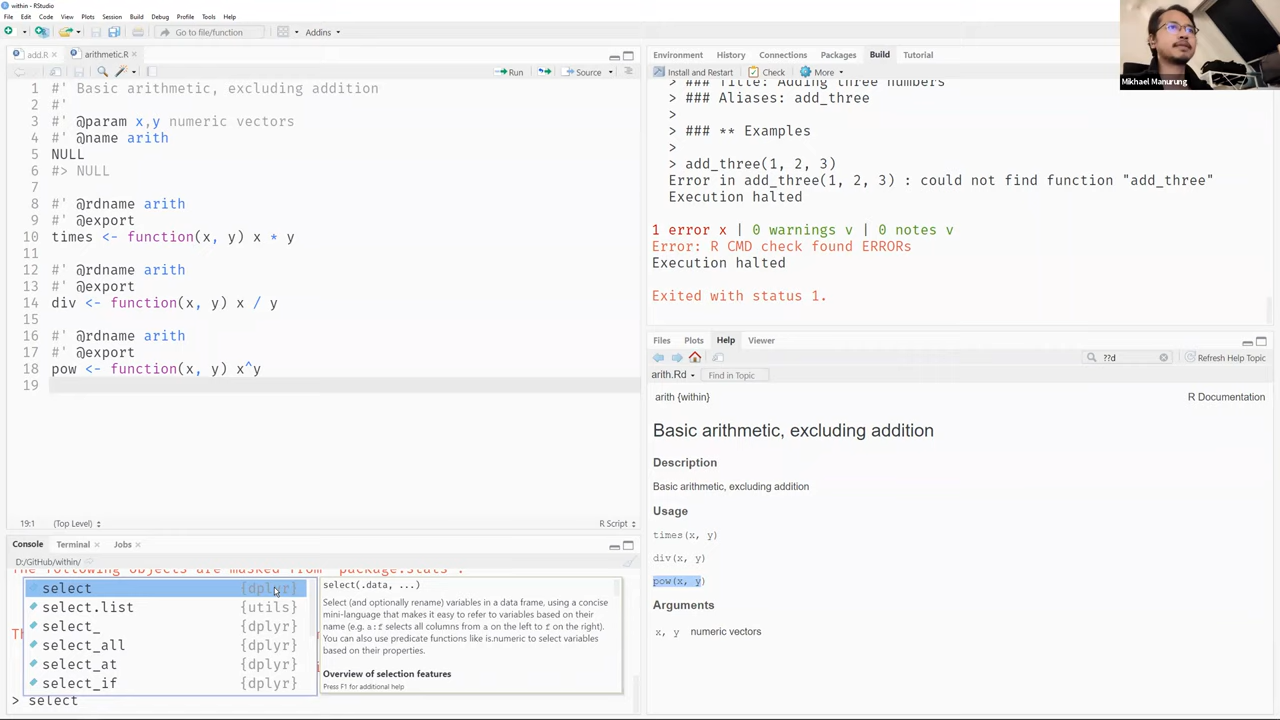 within - RStudio
File Edit Code View Plots Session Build Debug Profile Tools Help
Go to file/function
Addins
add.R
arithmetic.R
Run
Source
1 #' Basic arithmetic, excluding addition
2 #'
3 #' @param x,y numeric vectors
4 #' @name arith
5 NULL
6 #> NULL
7
8 #' @rdname arith
9 #' @export
10 times <- function(x, y) x * y
11
12 #' @rdname arith
13 #' @export
14 div <- function(x, y) x / y
15
16 #' @rdname arith
17 #' @export
18 pow <- function(x, y) x^y
19
19:1 (Top Level) R Script
Console Terminal Jobs
D:/GitHub/within/
The following objects are masked from 'package:stats':
select {dplyr}
select.list {utils}
select_ {dplyr}
select_all {dplyr}
select_at {dplyr}
select_if {dplyr}
select(.data, ...)
Select (and optionally rename) variables in a data frame, using a concise
mini-language that makes it easy to refer to variables based on their
name (e.g. a:f selects all columns from a on the left to f on the right).
You can also use predicate functions like is.numeric to select variables
based on their properties.
Overview of selection features
Press F1 for additional help
> select
Environment History Connections Packages Build Tutorial
Install and Restart Check More
> ### Title: Adding three numbers
> ### Aliases: add_three
>
> ### ** Examples
>
> add_three(1, 2, 3)
Error in add_three(1, 2, 3) : could not find function "add_three"
Execution halted
1 error x | 0 warnings v | 0 notes v
Error: R CMD check found ERRORs
Execution halted
Exited with status 1.
Files Plots Help Viewer
??d
Refresh Help Topic
arith.Rd
Find in Topic
arith {within}
R Documentation
Basic arithmetic, excluding addition
Description
Basic arithmetic, excluding addition
Usage
times(x, y)
div(x, y)
pow(x, y)
Arguments
x, y numeric vectors
Mikhael Manurung